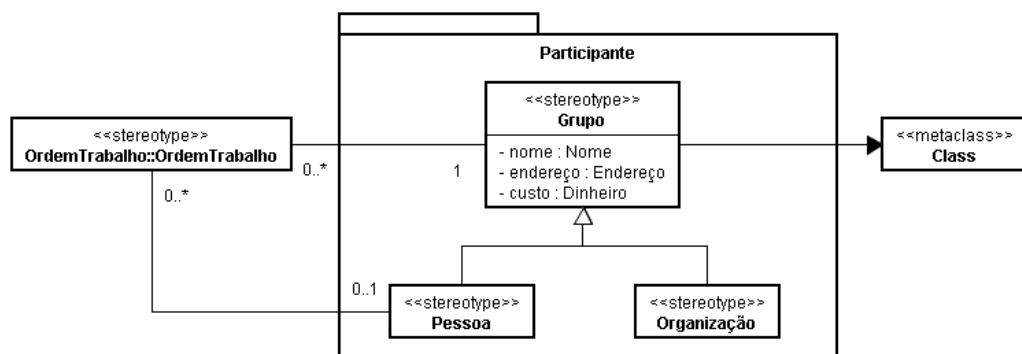 Participante
<<stereotype>>
Grupo
- nome : Nome
- endereço : Endereço
- custo : Dinheiro
<<stereotype>>
OrdemTrabalho::OrdemTrabalho
0..*
1
0..*
<<metaclass>>
Class
0..1
<<stereotype>>
Pessoa
<<stereotype>>
Organização